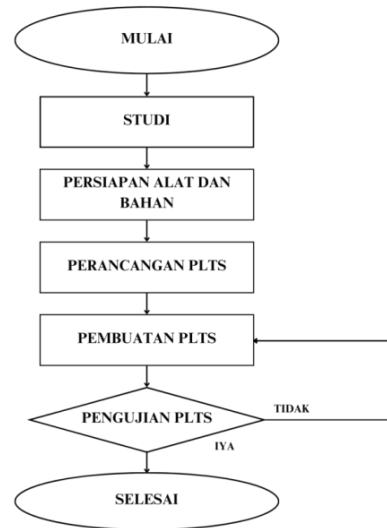 MULAI
STUDI
PERSIAPAN ALAT DAN
BAHAN
PERANCANGAN PLTS
PEMBUATAN PLTS
PENGUJIAN PLTS
TIDAK
IYA
SELESAI